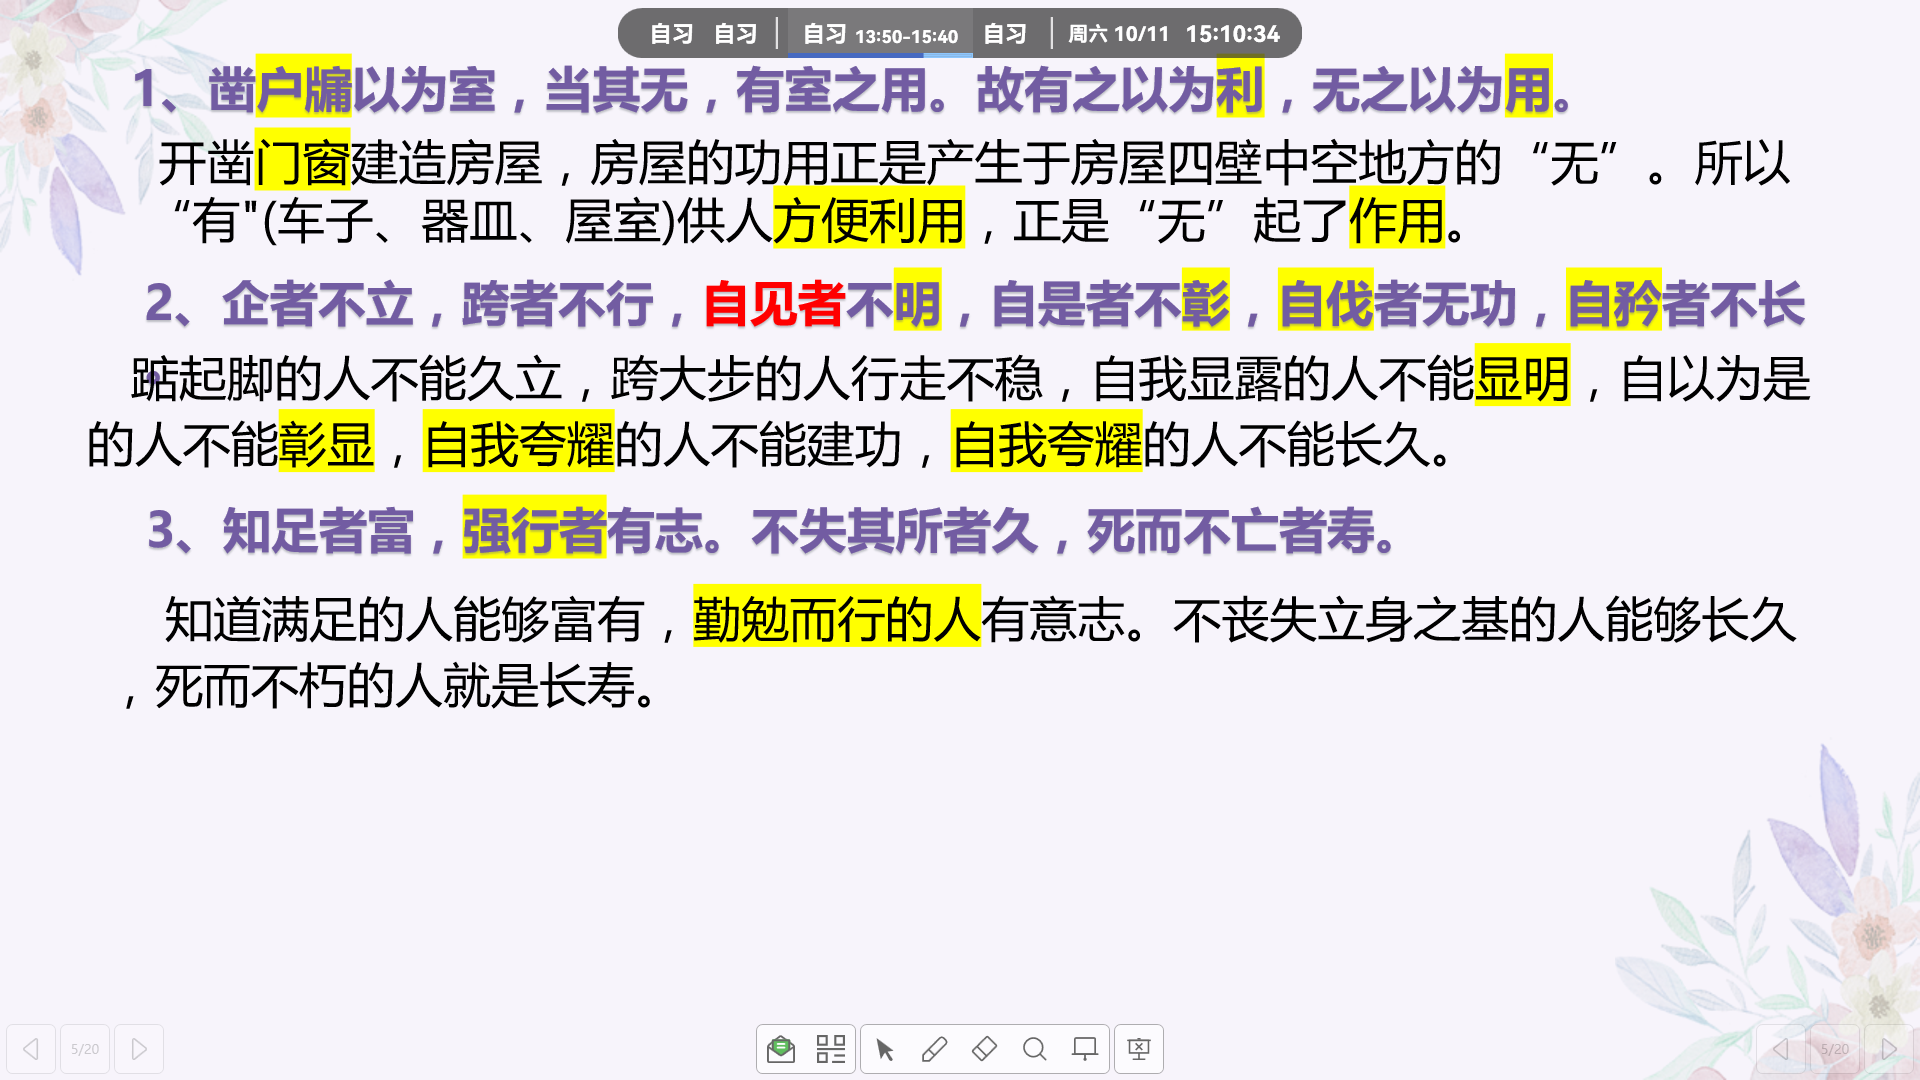 自习 自习 自习 13:50-15:40 自习 周六 10/11 15:10:34
1、凿户牖以为室，当其无，有室之用。故有之以为利，无之以为用。
开凿门窗建造房屋，房屋的功用正是产生于房屋四壁中空地方的“无”。所以
“有"(车子、器皿、屋室)供人方便利用，正是“无”起了作用。
2、企者不立，跨者不行，自见者不明，自是者不彰，自伐者无功，自矜者不长
踮起脚的人不能久立，跨大步的人行走不稳，自我显露的人不能显明，自以为是
的人不能彰显，自我夸耀的人不能建功，自我夸耀的人不能长久。
3、知足者富，强行者有志。不失其所者久，死而不亡者寿。
知道满足的人能够富有，勤勉而行的人有意志。不丧失立身之基的人能够长久
，死而不朽的人就是长寿。
5/20 5/20